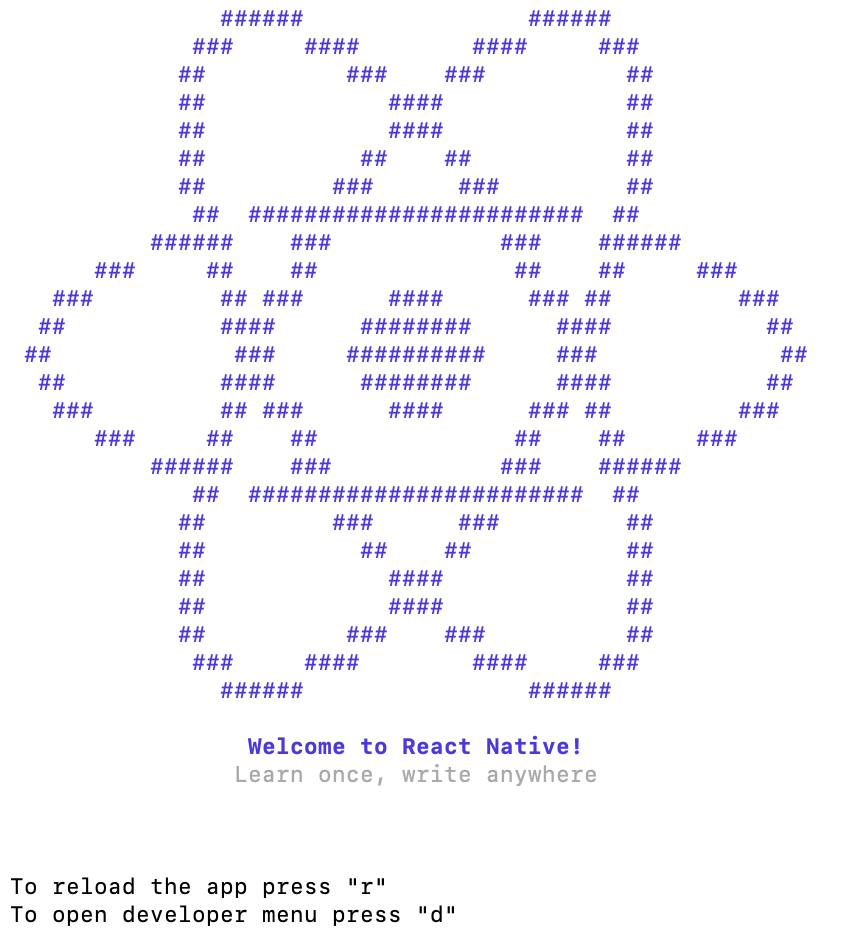 Welcome to React Native!
Learn once, write anywhere
To reload the app press "r"
To open developer menu press "d"